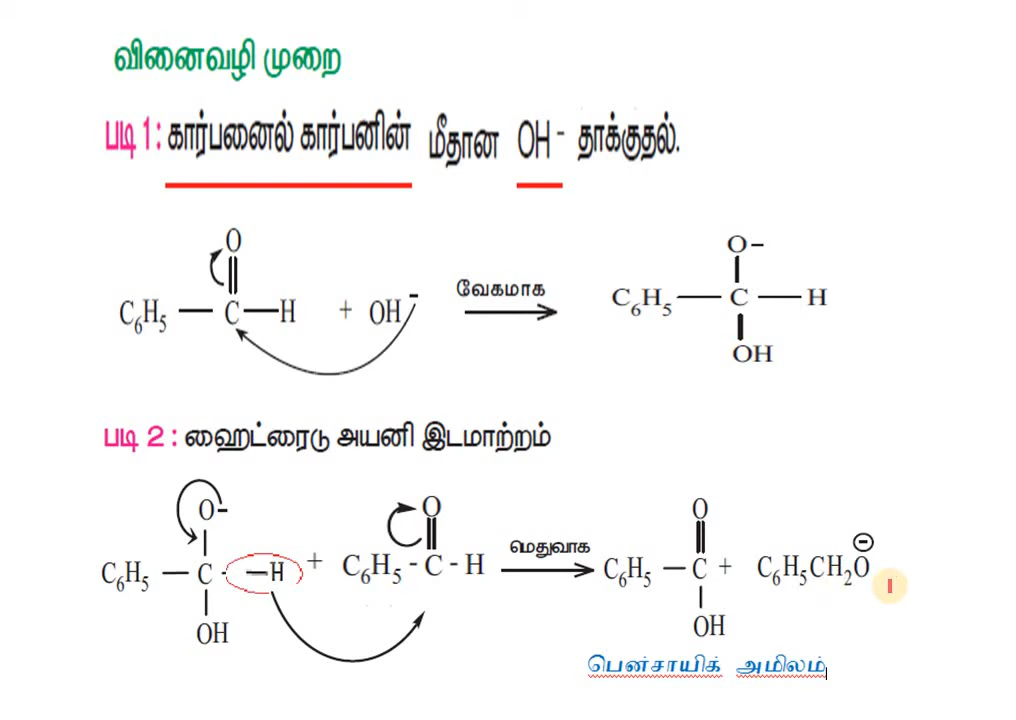 வினைவழி முறை
படி 1: கார்பனைல் கார்பனின் மீதான OH⁻ தாக்குதல்.
O
O–
C₆H₅ — C — H + OH⁻ வேகமாக C₆H₅ — C — H
OH
படி 2 : ஹைட்ரைடு அயனி இடமாற்றம்
O- O O
C₆H₅ — C — H + C₆H₅ - C - H மெதுவாக C₆H₅ — C + C₆H₅CH₂O⊖
OH OH
பென்சாயிக் அமிலம்